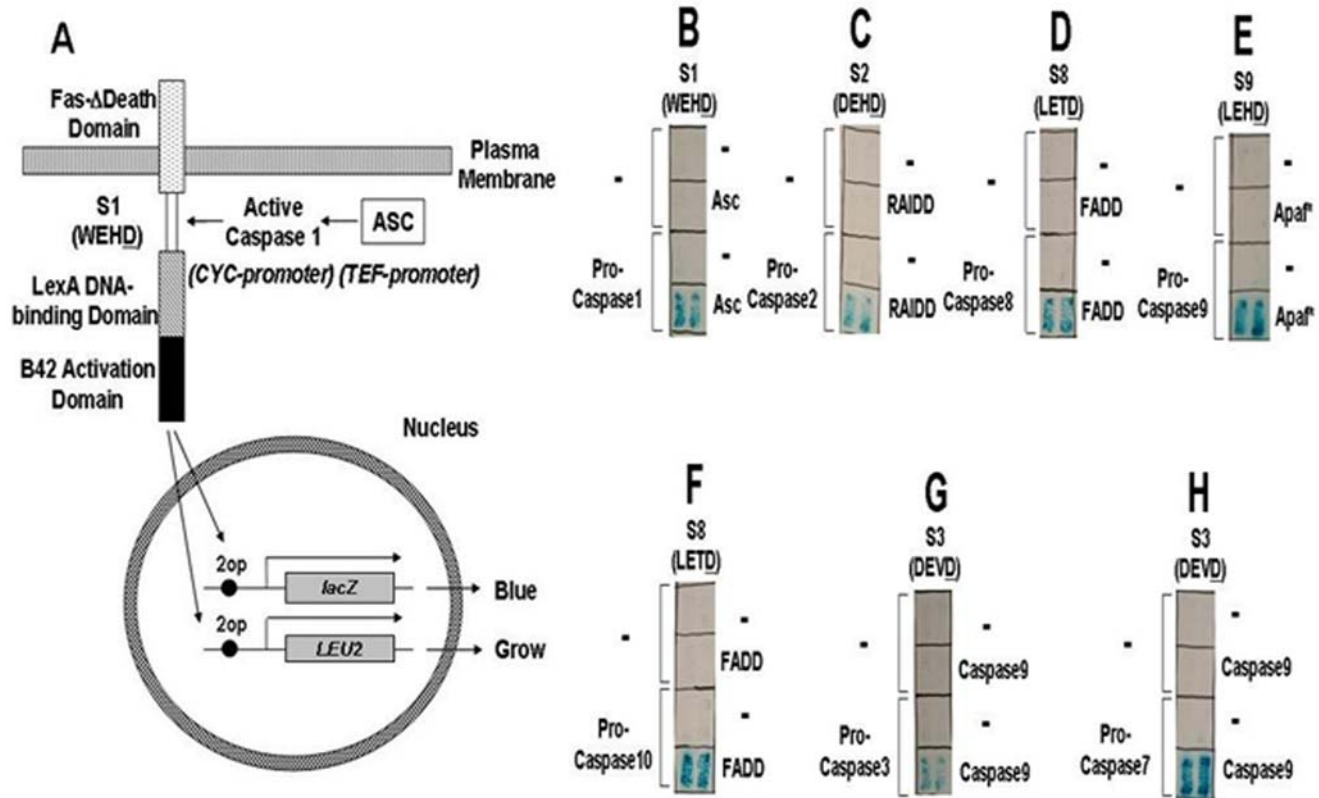 A
Fas-ΔDeath
Domain
Plasma
Membrane
S1
(WEHD)
Active
Caspase 1
ASC
(CYC-promoter) (TEF-promoter)
LexA DNA-
binding Domain
B42 Activation
Domain
Nucleus
2op
lacZ
Blue
2op
LEU2
Grow
B
S1
(WEHD)
-
-
Asc
-
Pro-
Caspase1
Asc
C
S2
(DEHD)
-
-
RAIDD
-
Pro-
Caspase2
RAIDD
D
S8
(LETD)
-
-
FADD
-
Pro-
Caspase8
FADD
E
S9
(LEHD)
-
-
Apaf*
-
Pro-
Caspase9
Apaf*
F
S8
(LETD)
-
-
FADD
-
Pro-
Caspase10
FADD
G
S3
(DEVD)
-
-
Caspase9
-
Pro-
Caspase3
Caspase9
H
S3
(DEVD)
-
-
Caspase9
-
Pro-
Caspase7
Caspase9